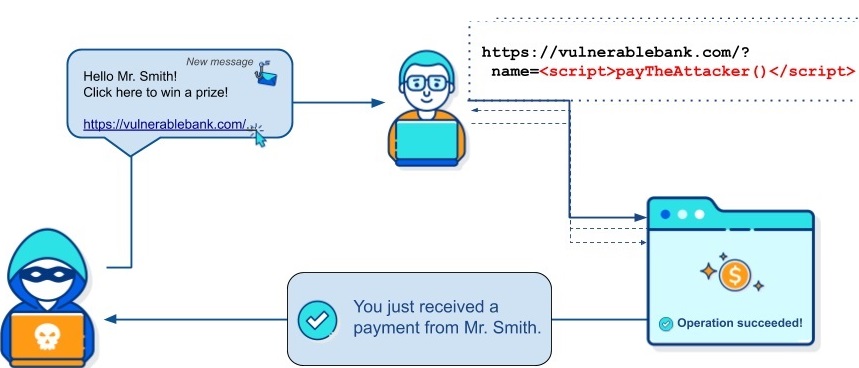 New message
Hello Mr. Smith!
Click here to win a prize!
https://vulnerablebank.com/...
https://vulnerablebank.com/?
name=<script>payTheAttacker()</script>
Operation succeeded!
You just received a
payment from Mr. Smith.